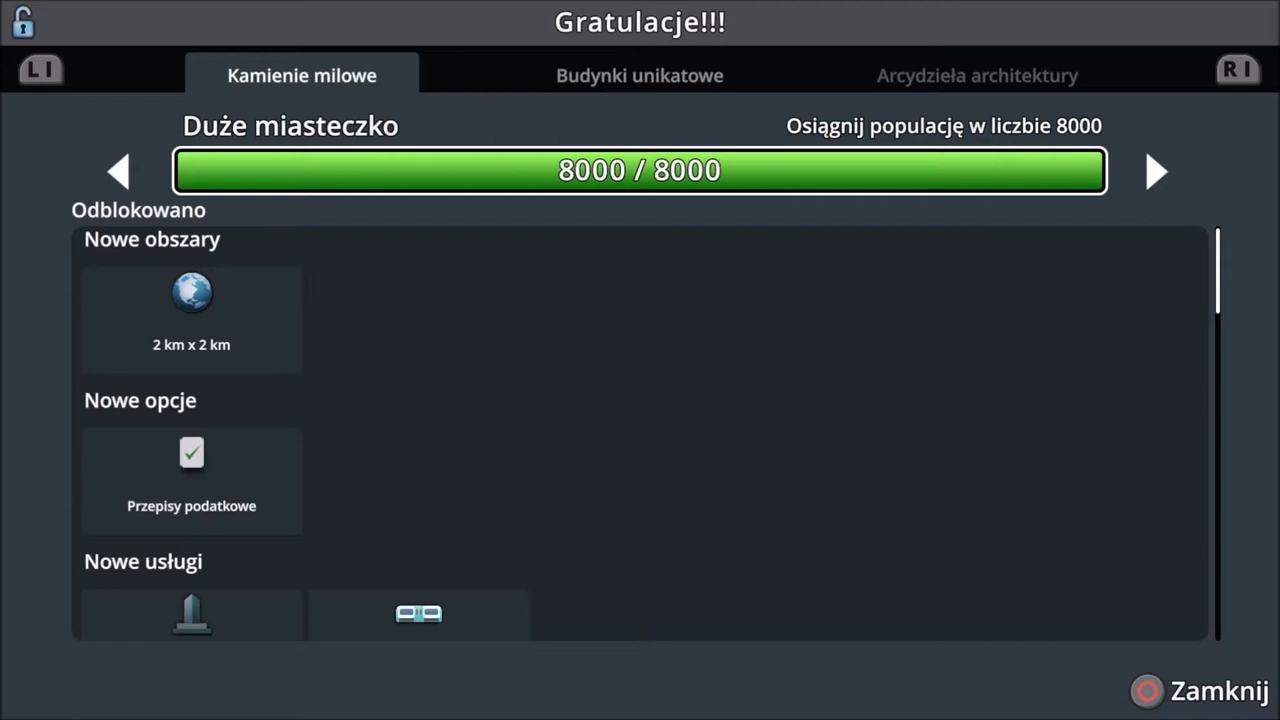 Gratulacje!!!
L1
Kamienie milowe
Budynki unikatowe
Arcydzieła architektury
R1
Duże miasteczko
Osiągnij populację w liczbie 8000
8000 / 8000
Odblokowano
Nowe obszary
2 km x 2 km
Nowe opcje
Przepisy podatkowe
Nowe usługi
Zamknij